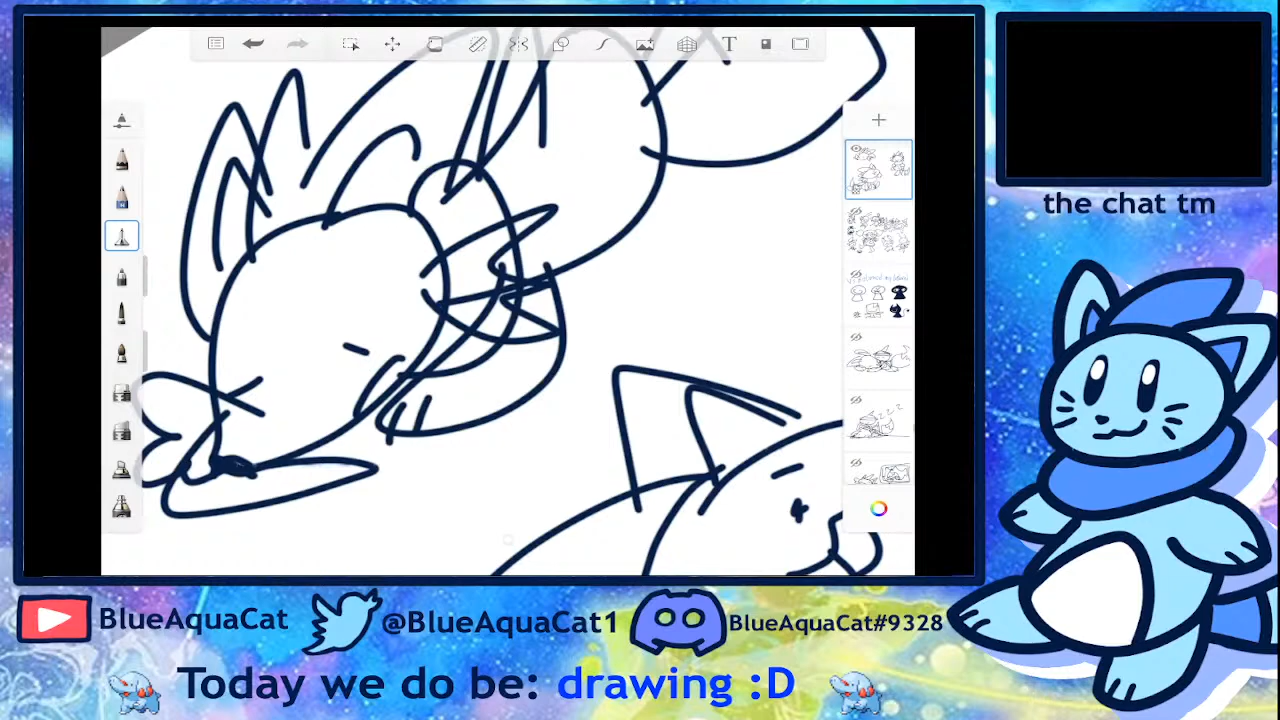 T
the chat tm
BlueAquaCat
@BlueAquaCat1
BlueAquaCat#9328
Today we do be: drawing :D